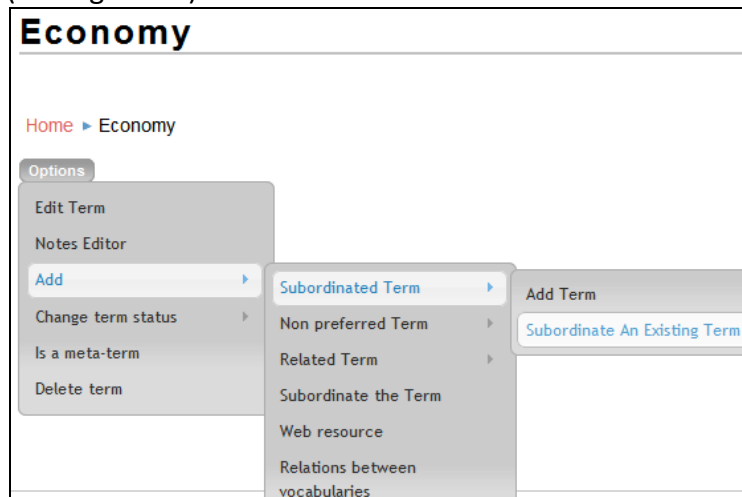 Economy
Home ► Economy
Options
Edit Term
Notes Editor
Add
Change term status
Is a meta-term
Delete term
Subordinated Term
Non preferred Term
Related Term
Subordinate the Term
Web resource
Relations between
vocabularies
Add Term
Subordinate An Existing Term